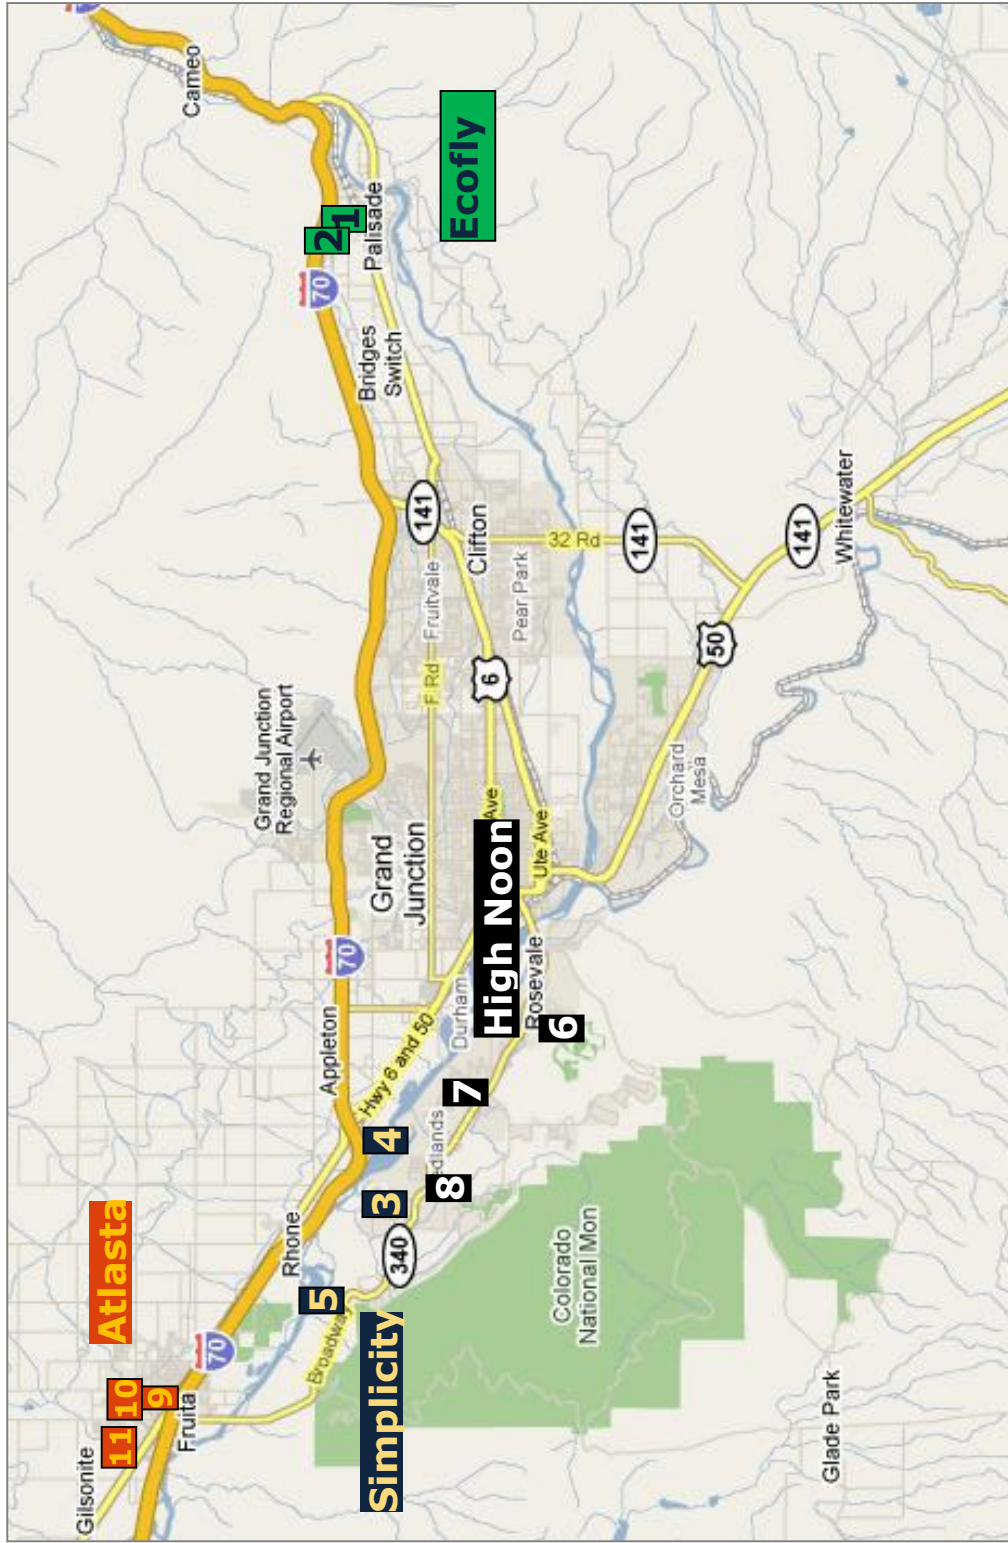 Cameo
Ecofly
1
2
Palisade
70
Bridges
Switch
141
Clifton
32 Rd
141
141
Whitewater
Fruitvale
Pear Park
F Rd
6
50
Grand Junction
Regional Airport
Orchard
Mesa
Ave
Ute Ave
Grand
Junction
High Noon
70
Durham
Rosevale
6
Appleton
Hwy 6 and 50
7
4
edlands
8
3
Rhone
340
Colorado
National Mon
Atlasta
5
Broadway
Simplicity
70
10
9
11
Fruita
Gilsonite
Glade Park